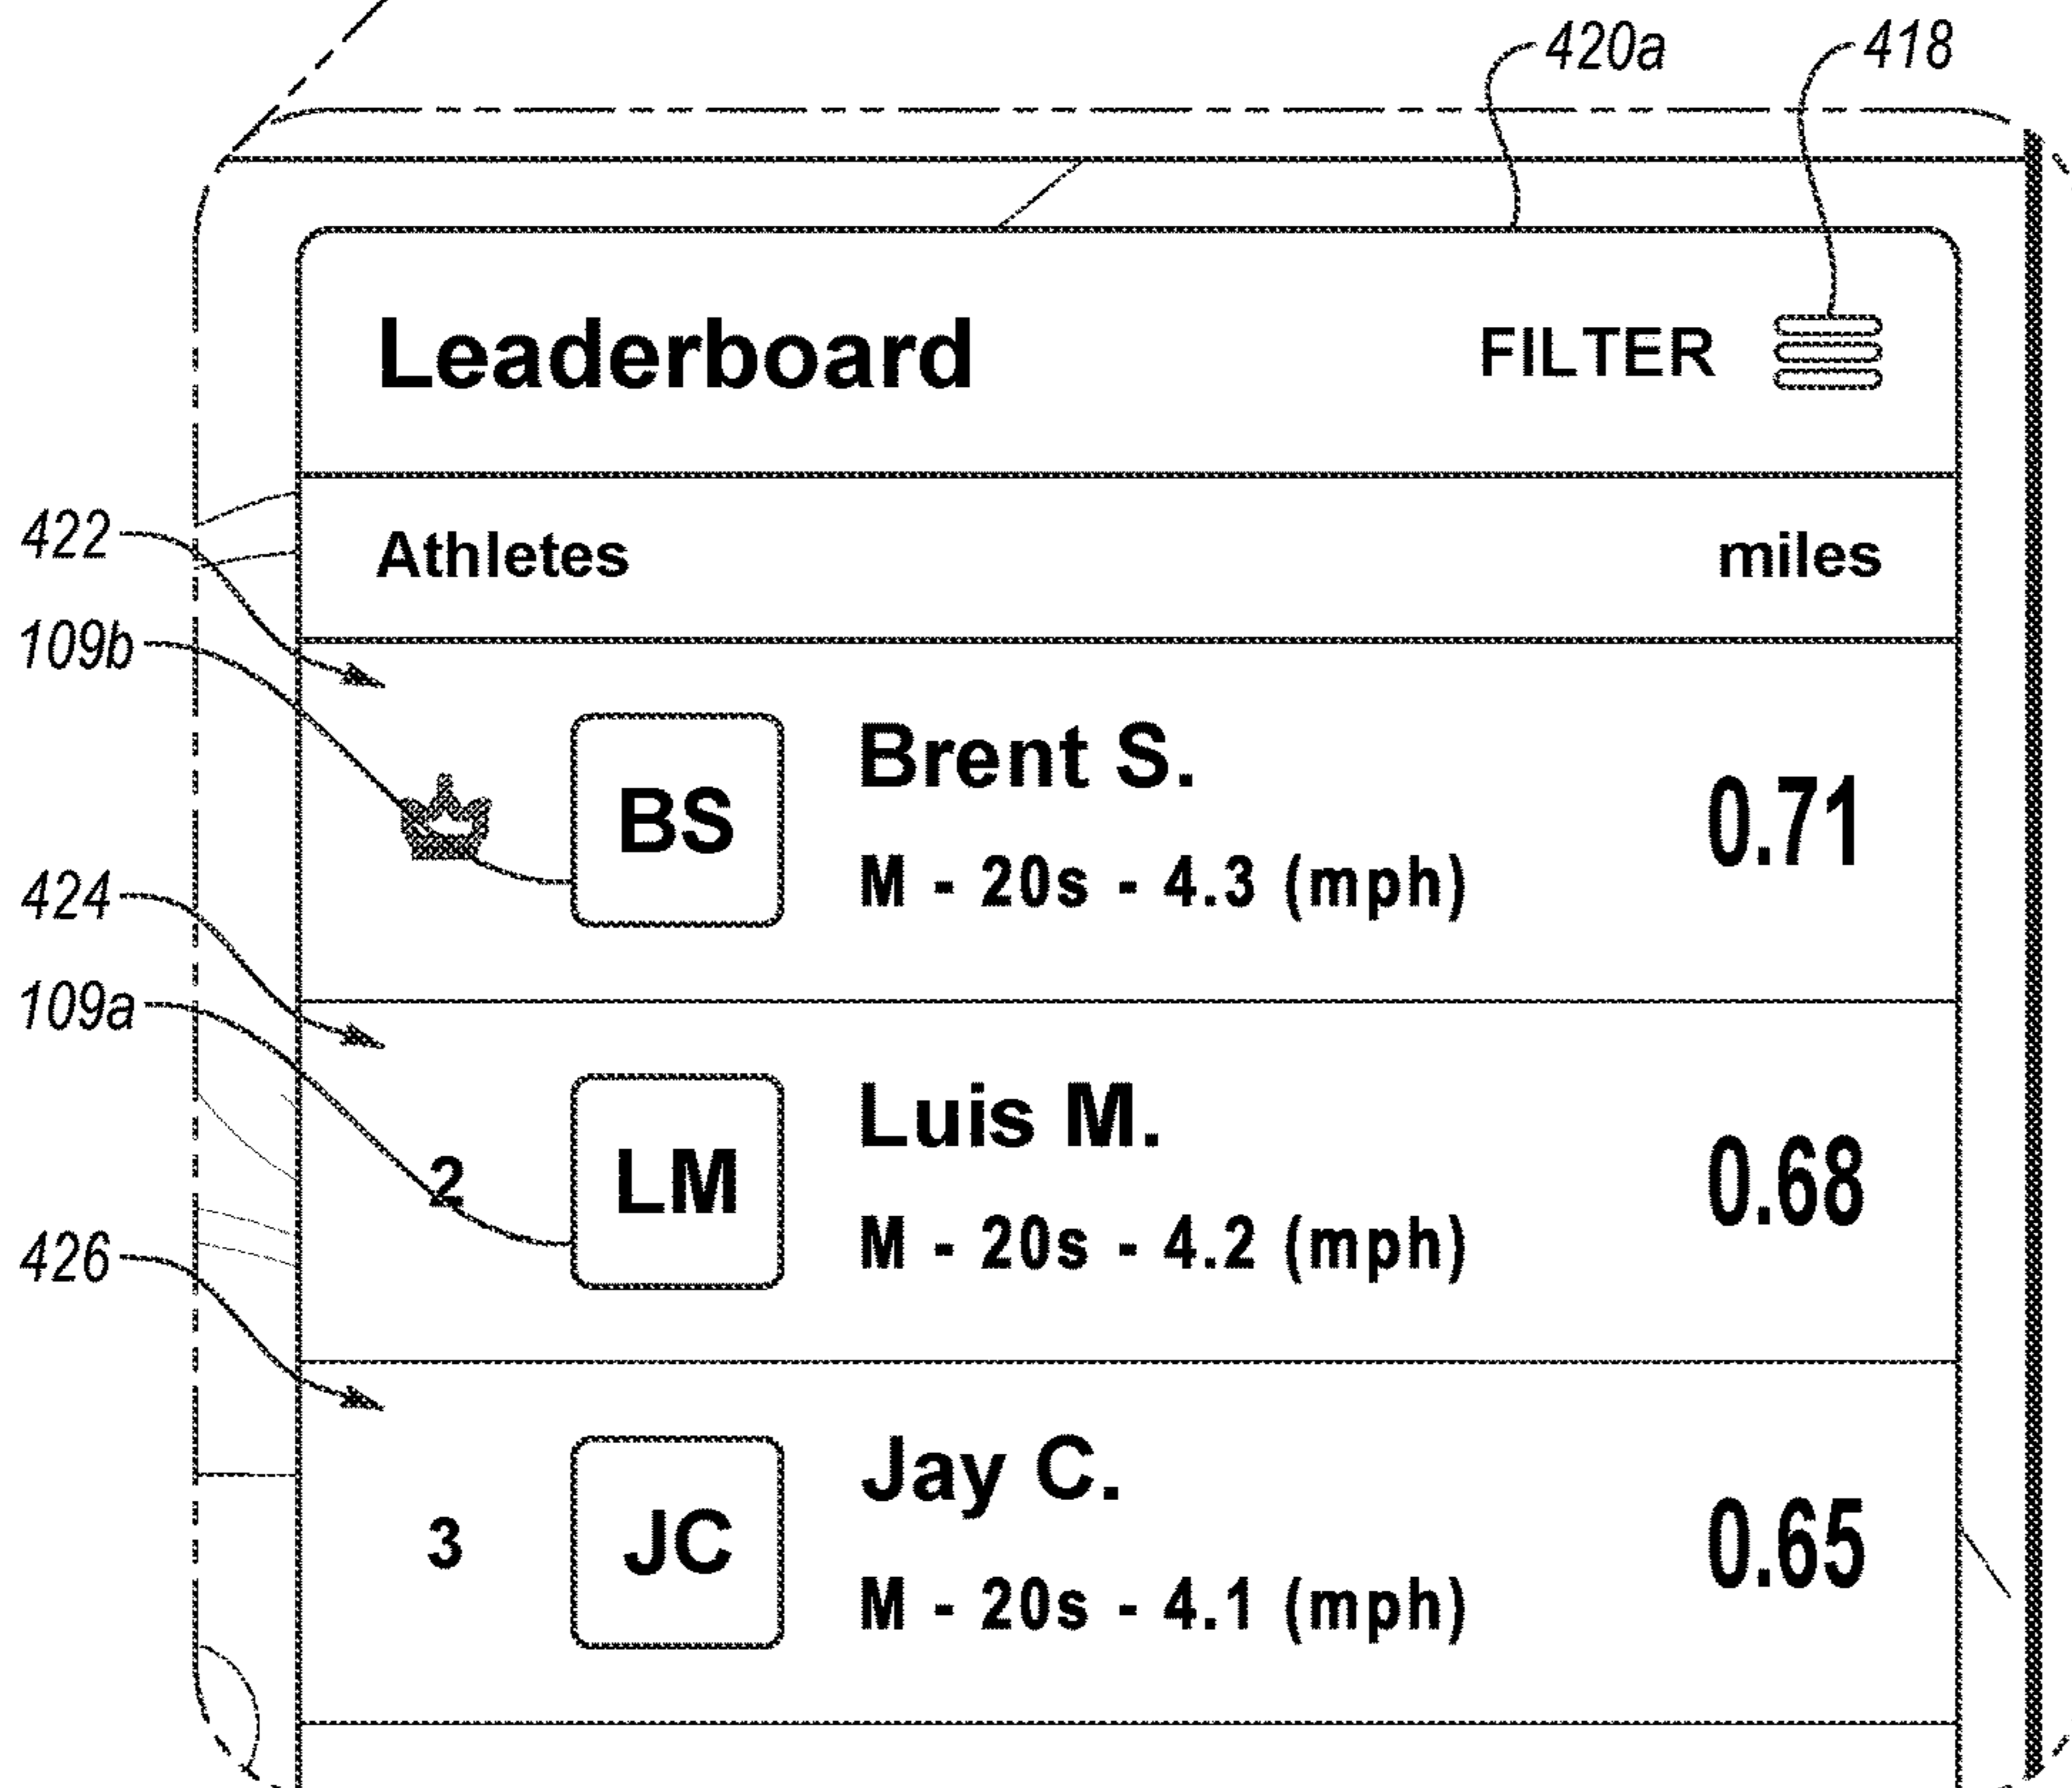 420a 418
Leaderboard FILTER
422
Athletes miles
109b
Brent S.
BS 0.71
M - 20s - 4.3 (mph)
424
109a
Luis M.
2 LM 0.68
M - 20s - 4.2 (mph)
426
Jay C.
3 JC 0.65
M - 20s - 4.1 (mph)